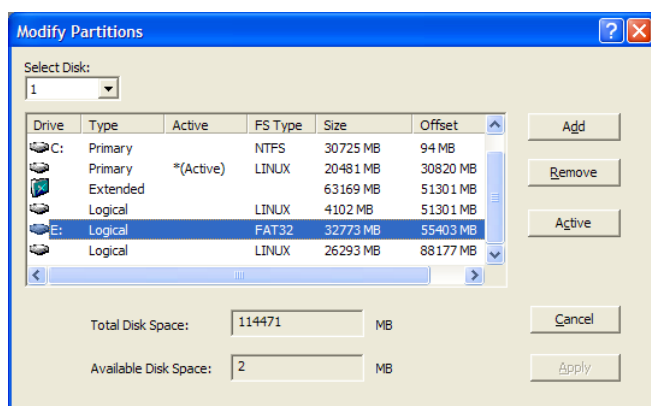 Modify Partitions
Select Disk:
1
Drive Type Active FS Type Size Offset
C: Primary NTFS 30725 MB 94 MB
Primary *(Active) LINUX 20481 MB 30820 MB
Extended 63169 MB 51301 MB
Logical LINUX 4102 MB 51301 MB
E: Logical FAT32 32773 MB 55403 MB
Logical LINUX 26293 MB 88177 MB
Add
Remove
Active
Total Disk Space: 114471 MB
Cancel
Available Disk Space: 2 MB
Apply